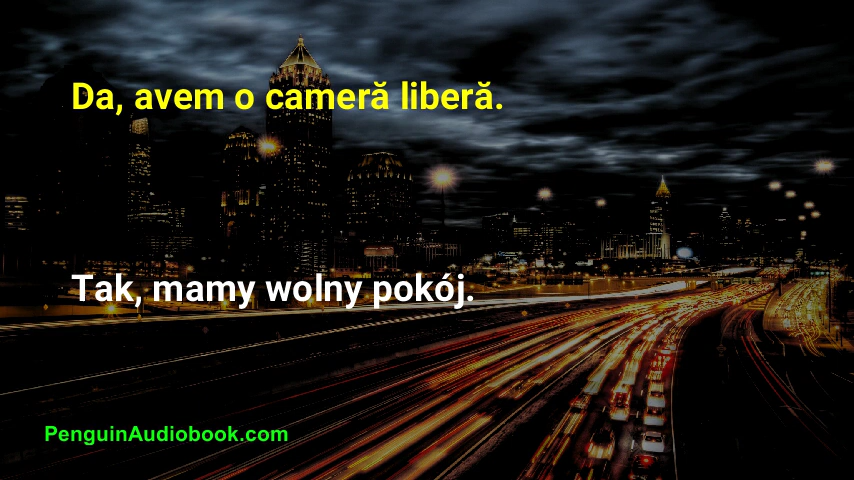 Da, avem o cameră liberă.
Tak, mamy wolny pokój.
PenguinAudiobook.com